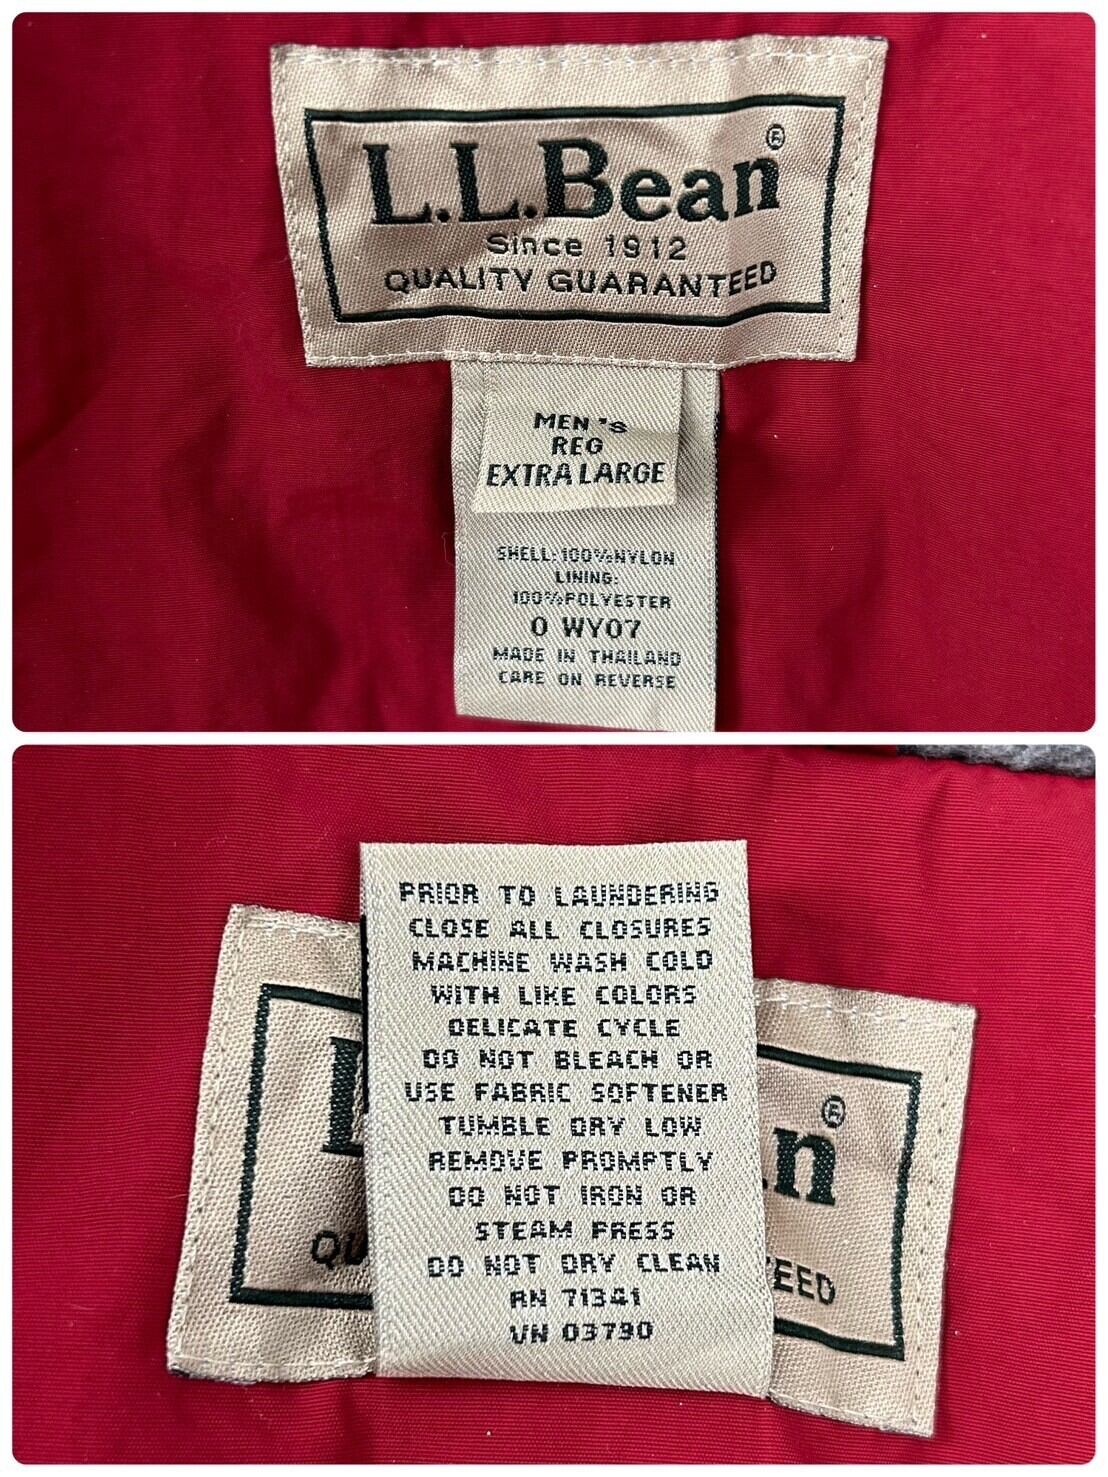 L.L.Bean®
Since 1912
QUALITY GUARANTEED
MEN's
REG
EXTRA LARGE
SHELL: 100% NYLON
LINING:
100% POLYESTER
0 WY07
MADE IN THAILAND
CARE ON REVERSE
PRIOR TO LAUNDERING
CLOSE ALL CLOSURES
MACHINE WASH COLD
WITH LIKE COLORS
DELICATE CYCLE
DO NOT BLEACH OR
USE FABRIC SOFTENER
TUMBLE DRY LOW
REMOVE PROMPTLY
DO NOT IRON OR
STEAM PRESS
DO NOT DRY CLEAN
RN 71341
VN 03790
L n®
QU TEED